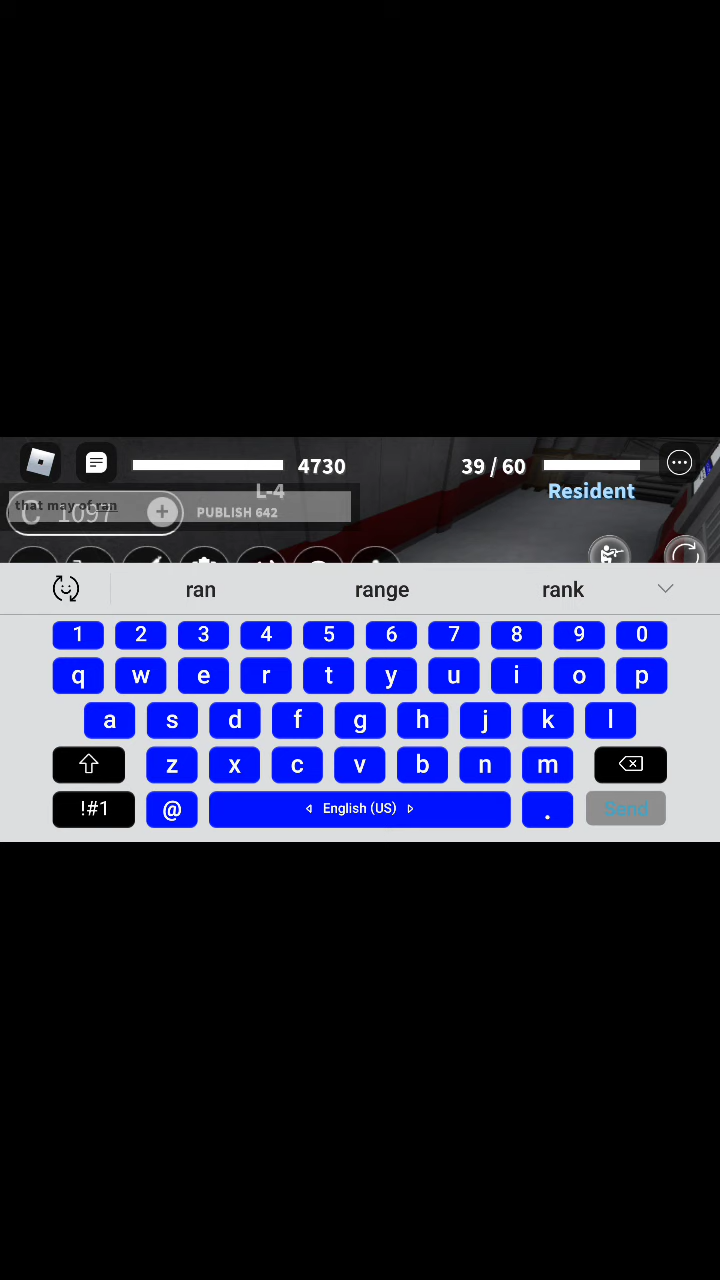 4730 39 / 60
L-4 Resident
that may of ran
C 1097 + PUBLISH 642
ran range rank
1 2 3 4 5 6 7 8 9 0
q w e r t y u i o p
a s d f g h j k l
z x c v b n m
!#1 @ English (US) . Send